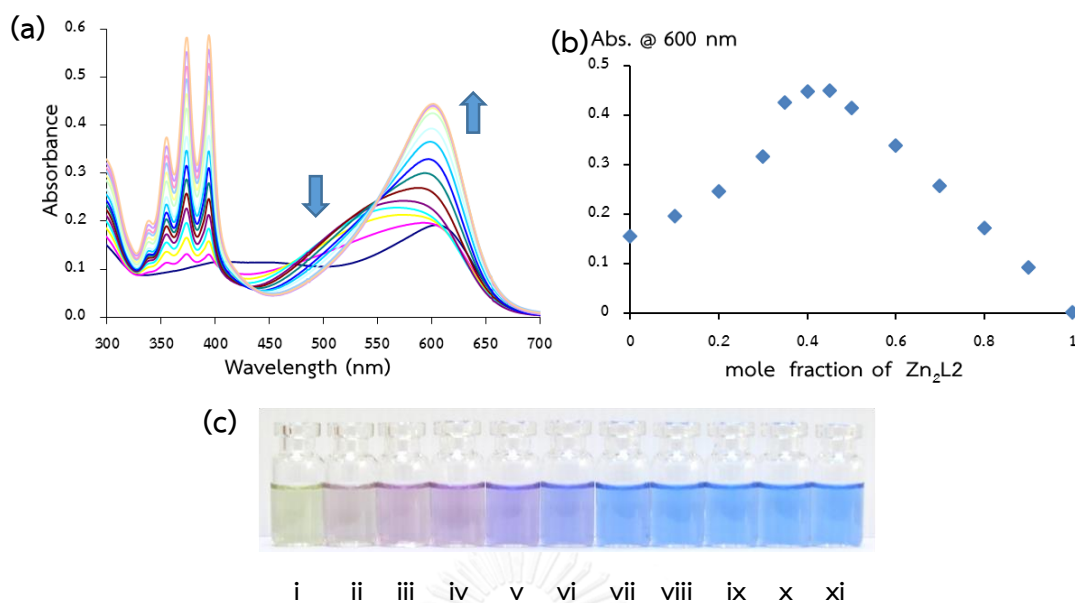 (a)
0.6
0.5
0.4
0.3
0.2
0.1
0.0
Absorbance
300 350 400 450 500 550 600 650 700
Wavelength (nm)
(b) Abs. @ 600 nm
0.5
0.4
0.3
0.2
0.1
0
0 0.2 0.4 0.6 0.8 1
mole fraction of Zn₂L2
(c)
i ii iii iv v vi vii viii ix x xi